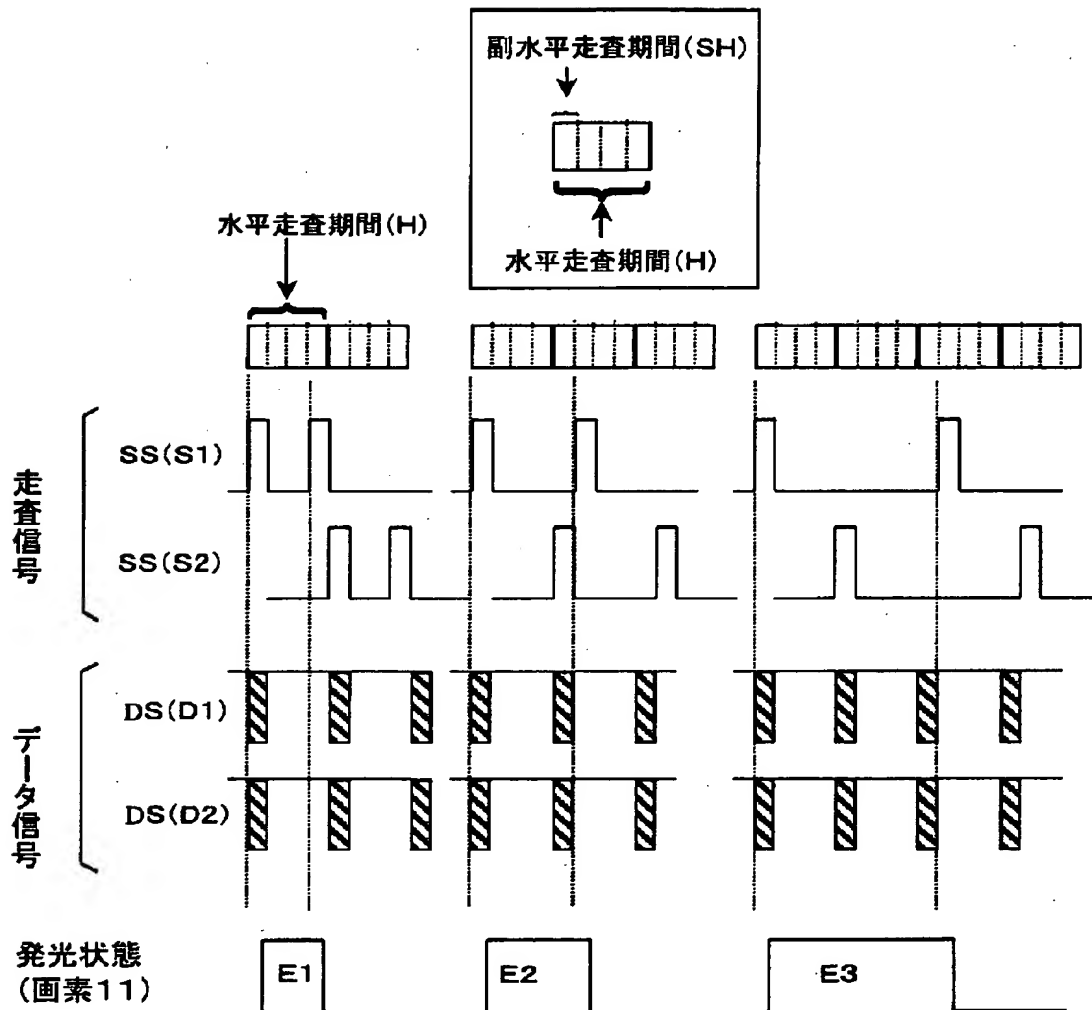 副水平走査期間(SH)
水平走査期間(H)
水平走査期間(H)
走査信号
SS(S1)
SS(S2)
データ信号
DS(D1)
DS(D2)
発光状態
(画素11)
E1
E2
E3